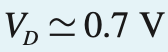 V_D ≃ 0.7 V